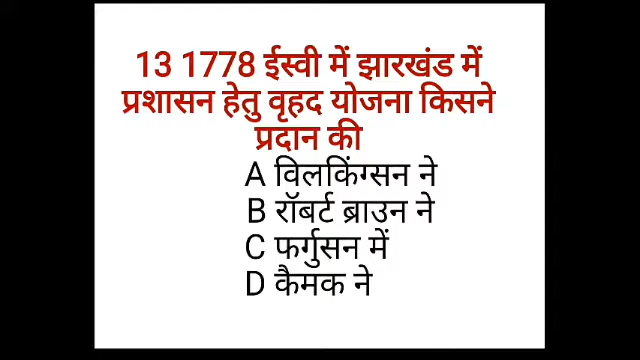 13 1778 ईस्वी में झारखंड में
प्रशासन हेतु वृहद योजना किसने
प्रदान की
A विलकिंग्सन ने
B रॉबर्ट ब्राउन ने
C फर्गुसन में
D कैमक ने